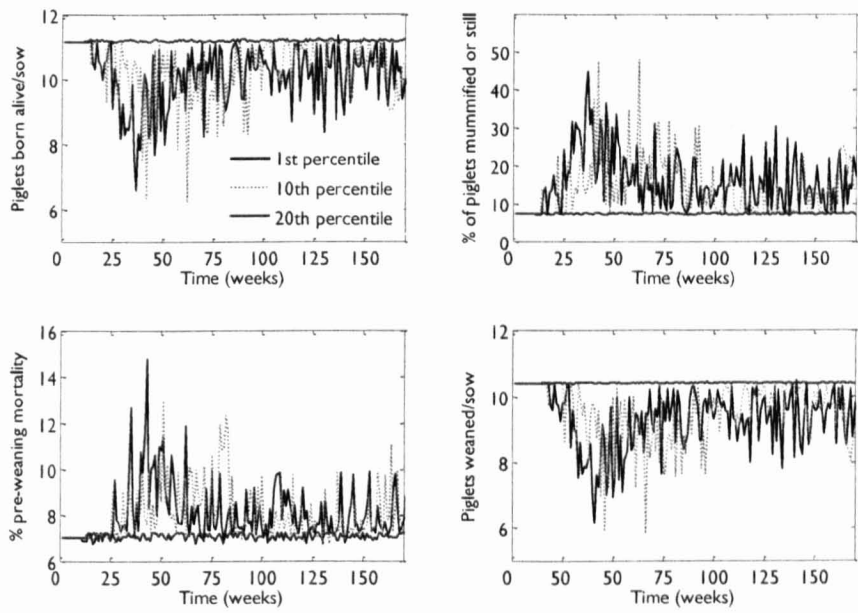 Piglets born alive/sow
12
10
8
6
1st percentile
10th percentile
20th percentile
0 25 50 75 100 125 150
Time (weeks)
% of piglets mummified or still
50
40
30
20
10
0
0 25 50 75 100 125 150
Time (weeks)
% pre-weaning mortality
16
14
12
10
8
6
0 25 50 75 100 125 150
Time (weeks)
Piglets weaned/sow
12
10
8
6
0 50 50 75 100 125 150
Time (weeks)